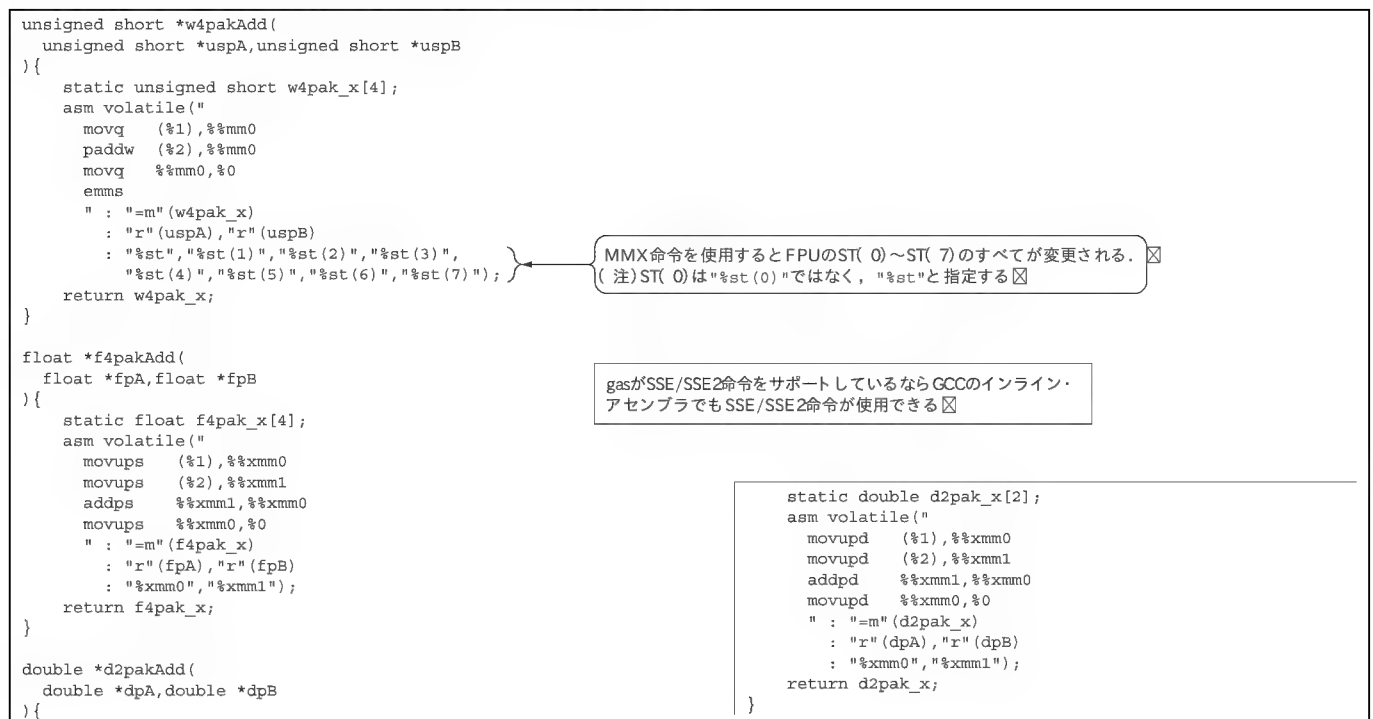 unsigned short *w4pakAdd(
  unsigned short *uspA,unsigned short *uspB
){
    static unsigned short w4pak_x[4];
    asm volatile("
      movq   (%1),%%mm0
      paddw  (%2),%%mm0
      movq   %%mm0,%0
      emms
      " : "=m"(w4pak_x)
        : "r"(uspA),"r"(uspB)
        : "%st","%st(1)","%st(2)","%st(3)",
          "%st(4)","%st(5)","%st(6)","%st(7)");
    return w4pak_x;
}
MMX命令を使用するとFPUのST( 0)～ST( 7)のすべてが変更される．☒
( 注)ST( 0)は"%st(0)"ではなく，"%st"と指定する☒
float *f4pakAdd(
  float *fpA,float *fpB
){
    static float f4pak_x[4];
    asm volatile("
      movups   (%1),%%xmm0
      movups   (%2),%%xmm1
      addps    %%xmm1,%%xmm0
      movups   %%xmm0,%0
      " : "=m"(f4pak_x)
        : "r"(fpA),"r"(fpB)
        : "%xmm0","%xmm1");
    return f4pak_x;
}
gasがSSE/SSE2命令をサポートしているならGCCのインライン・
アセンブラでもSSE/SSE2命令が使用できる☒
double *d2pakAdd(
  double *dpA,double *dpB
){
    static double d2pak_x[2];
    asm volatile("
      movupd   (%1),%%xmm0
      movupd   (%2),%%xmm1
      addpd    %%xmm1,%%xmm0
      movupd   %%xmm0,%0
      " : "=m"(d2pak_x)
        : "r"(dpA),"r"(dpB)
        : "%xmm0","%xmm1");
    return d2pak_x;
}